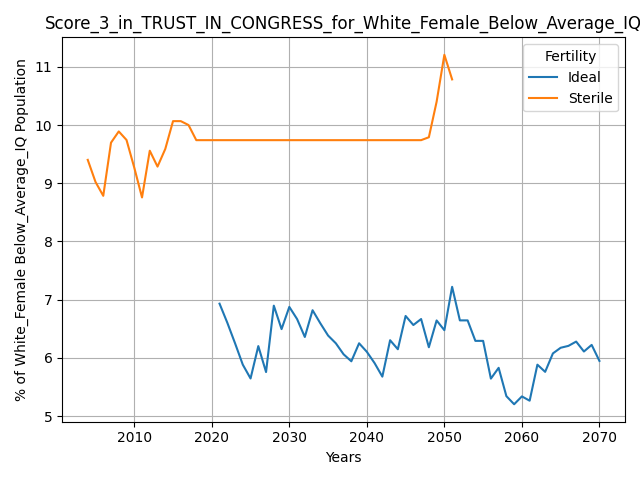 Score_3_in_TRUST_IN_CONGRESS_for_White_Female_Below_Average_IQ
Fertility
Ideal
Sterile
% of White_Female Below_Average_IQ Population
11
10
9
8
7
6
5
2010 2020 2030 2040 2050 2060 2070
Years